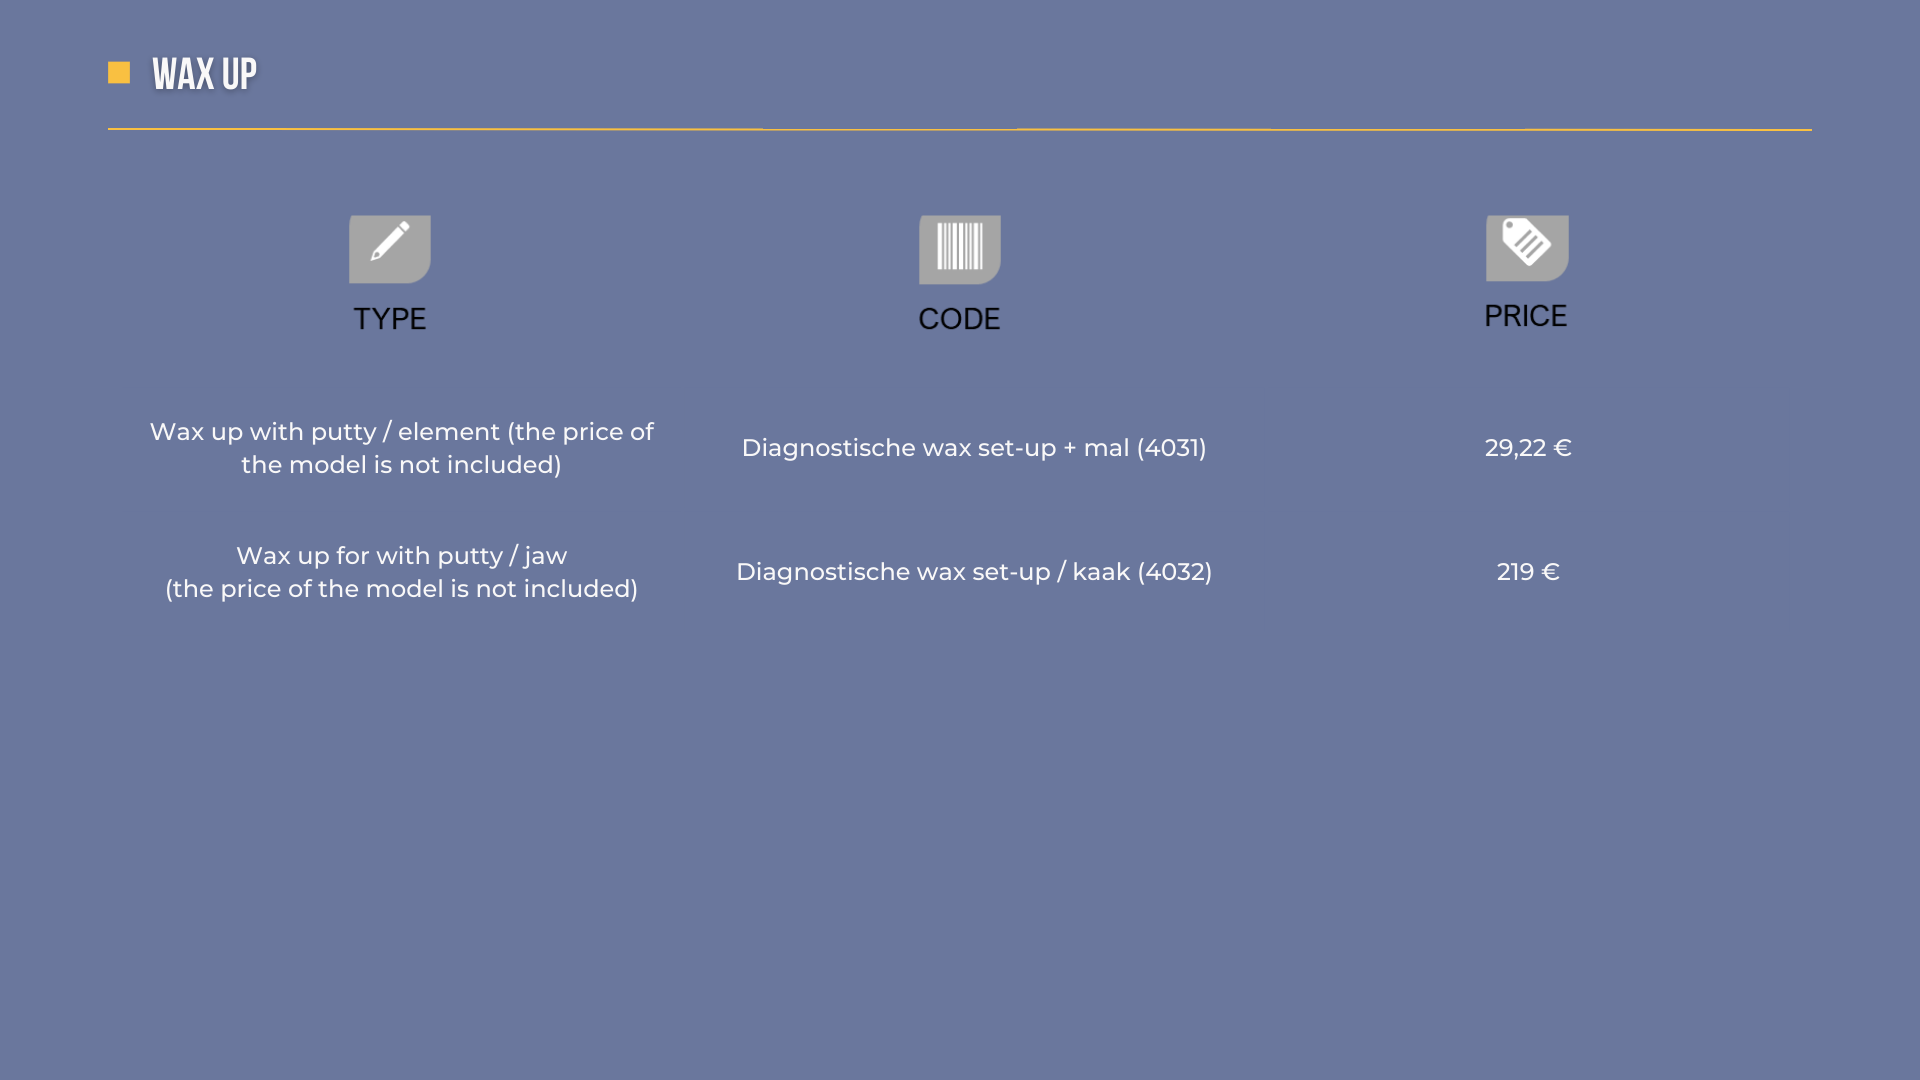 WAX UP
TYPE
CODE
PRICE
Wax up with putty / element (the price of
the model is not included)
Diagnostische wax set-up + mal (4031)
29,22 €
Wax up for with putty / jaw
(the price of the model is not included)
Diagnostische wax set-up / kaak (4032)
219 €